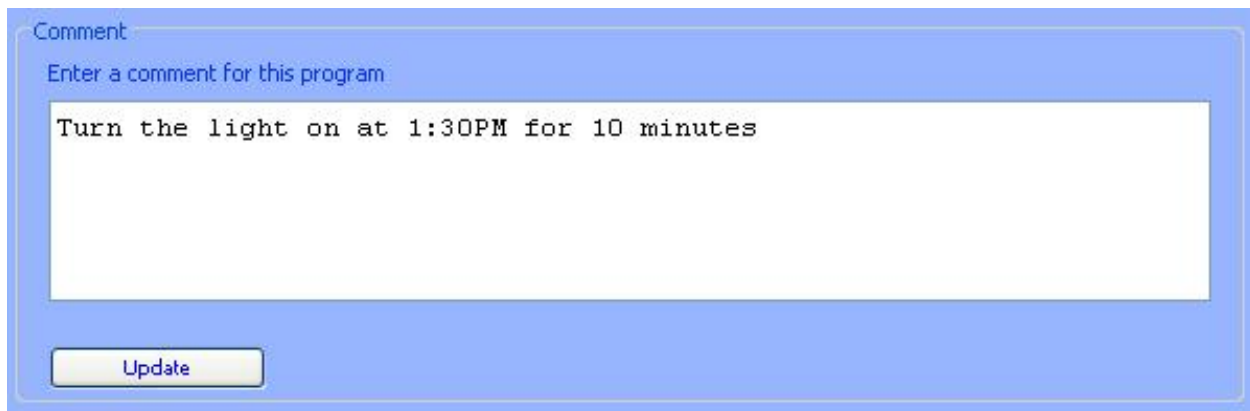 Comment
Enter a comment for this program
Turn the light on at 1:30PM for 10 minutes
Update